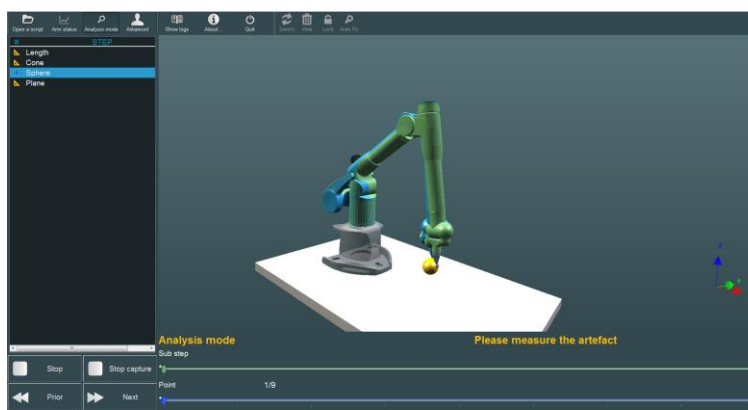 Open a script Arm status Analysis mode Advanced Show logs About... Quit Switch Hide Lock Auto Fit
# STEP
Length
Cone
Sphere
Plane
Z
Y
Analysis mode Please measure the artefact
Sub step
Stop Stop capture
Point 1/9
Prior Next